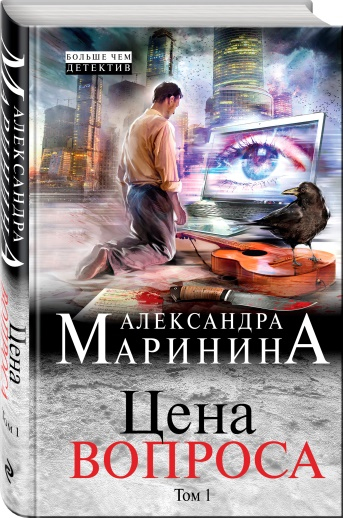 БОЛЬШЕ ЧЕМ
ДЕТЕКТИВ
АЛЕКСАНДРА
МАРИНИНА
Цена
ВОПРОСА
Том 1
АЛЕКСАНДРА
МАРИНИНА
Цена
ВОПРОСА
Том 1